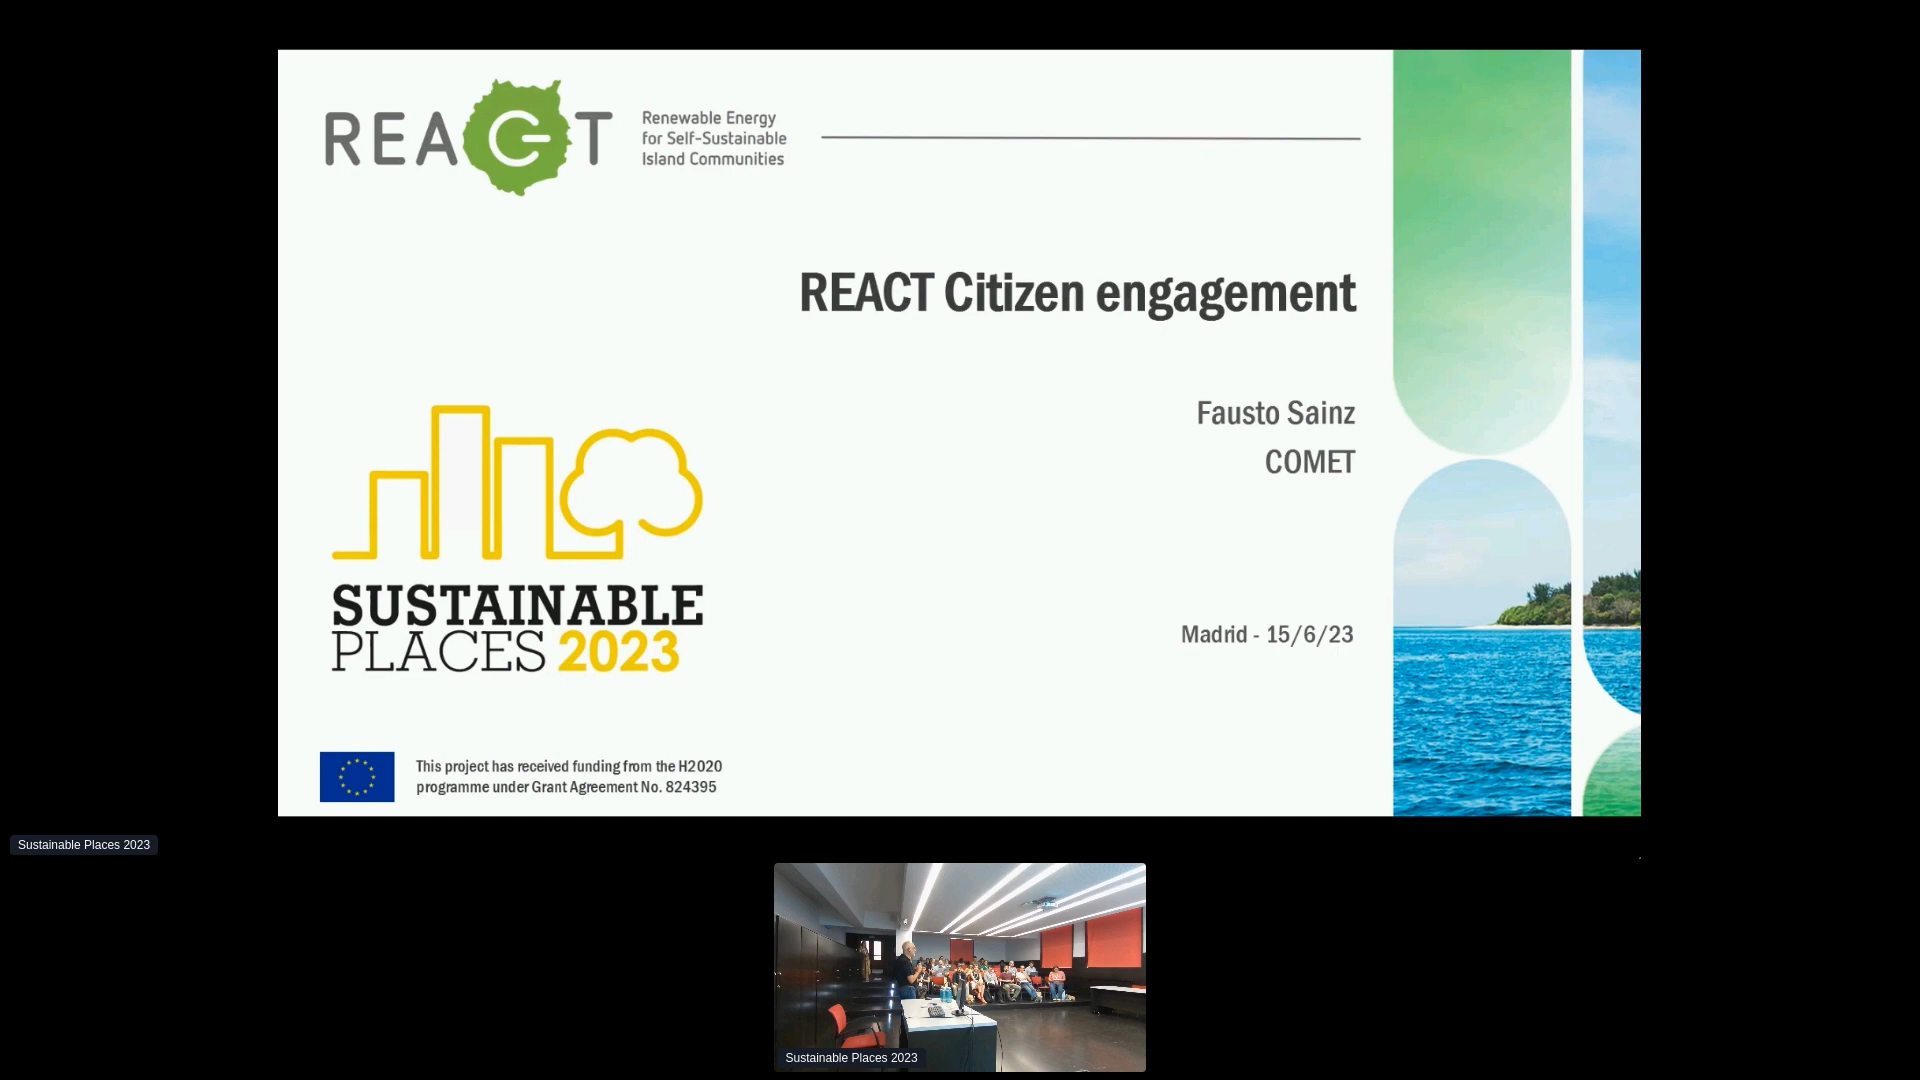 REACT
Renewable Energy
for Self-Sustainable
Island Communities
REACT Citizen engagement
Fausto Sainz
COMET
SUSTAINABLE
PLACES 2023
Madrid - 15/6/23
This project has received funding from the H2020
programme under Grant Agreement No. 824395
Sustainable Places 2023
Sustainable Places 2023